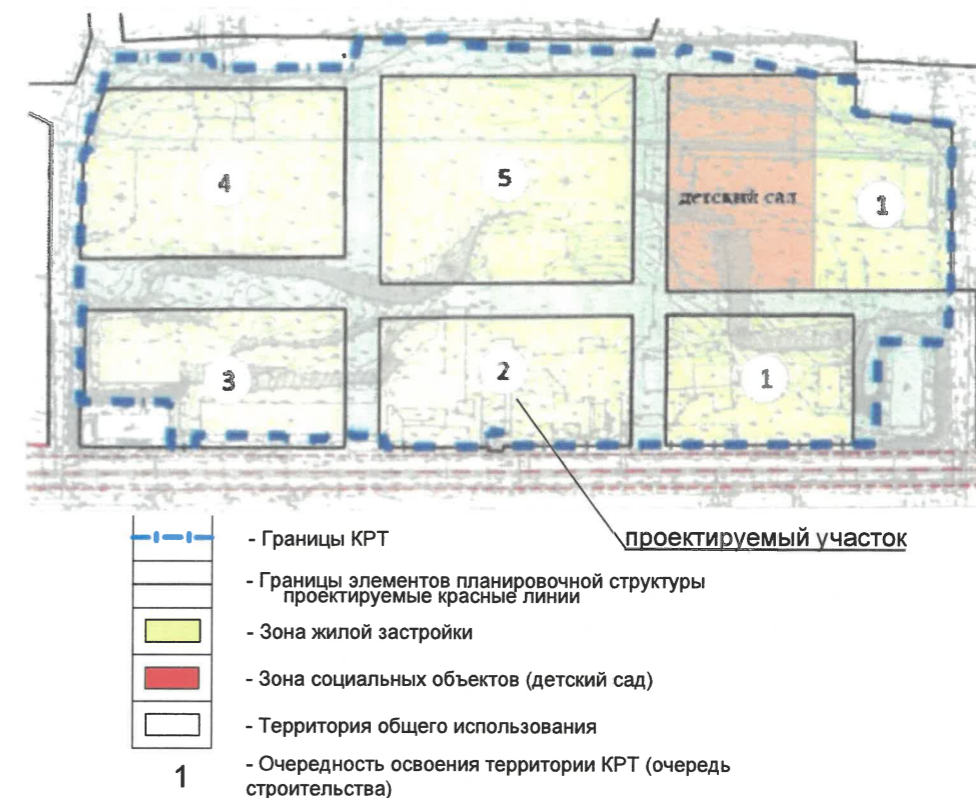 4
5
детский сад
1
3
2
1
проектируемый участок
- Границы КРТ
- Границы элементов планировочной структуры
проектируемые красные линии
- Зона жилой застройки
- Зона социальных объектов (детский сад)
- Территория общего использования
1
- Очередность освоения территории КРТ (очередь
строительства)